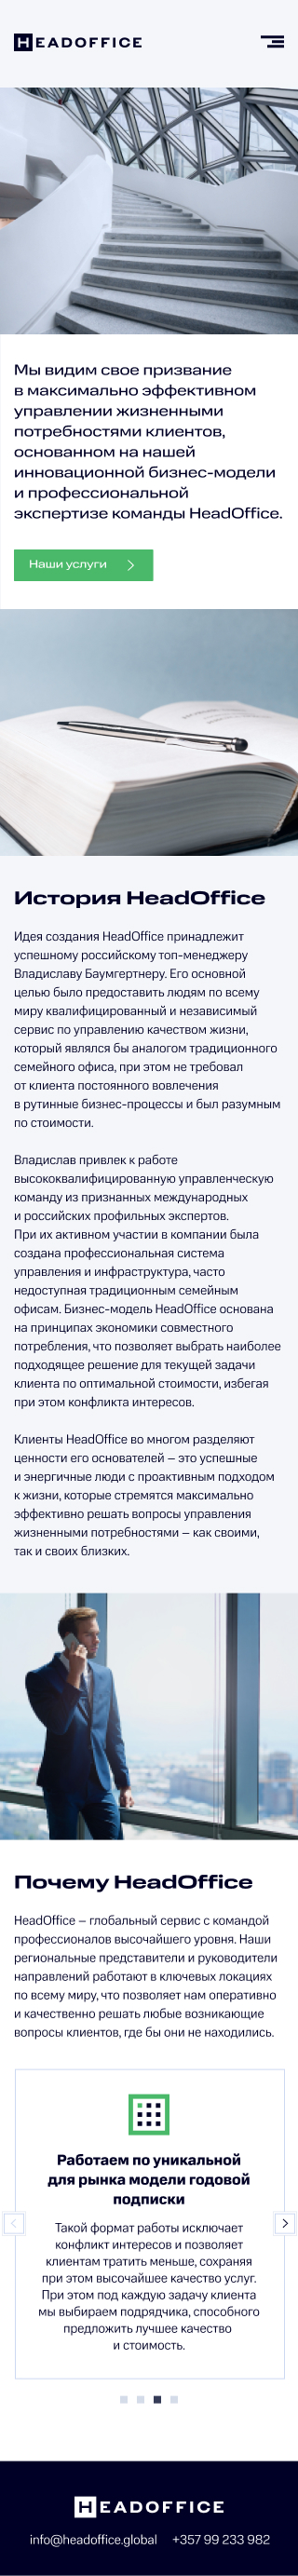 HEADOFFICE
Мы видим свое призвание
в максимально эффективном
управлении жизненными
потребностями клиентов,
основанном на нашей
инновационной бизнес-модели
и профессиональной
экспертизе команды HeadOffice.
Наши услуги
История HeadOffice
Идея создания HeadOffice принадлежит
успешному российскому топ-менеджеру
Владиславу Баумгертнеру. Его основной
целью было предоставить людям по всему
миру квалифицированный и независимый
сервис по управлению качеством жизни,
который являлся бы аналогом традиционного
семейного офиса, при этом не требовал
от клиента постоянного вовлечения
в рутинные бизнес-процессы и был разумным
по стоимости.
Владислав привлек к работе
высококвалифицированную управленческую
команду из признанных международных
и российских профильных экспертов.
При их активном участии в компании была
создана профессиональная система
управления и инфраструктура, часто
недоступная традиционным семейным
офисам. Бизнес-модель HeadOffice основана
на принципах экономики совместного
потребления, что позволяет выбрать наиболее
подходящее решение для текущей задачи
клиента по оптимальной стоимости, избегая
при этом конфликта интересов.
Клиенты HeadOffice во многом разделяют
ценности его основателей – это успешные
и энергичные люди с проактивным подходом
к жизни, которые стремятся максимально
эффективно решать вопросы управления
жизненными потребностями – как своими,
так и своих близких.
Почему HeadOffice
HeadOffice – глобальный сервис с командой
профессионалов высочайшего уровня. Наши
региональные представители и руководители
направлений работают в ключевых локациях
по всему миру, что позволяет нам оперативно
и качественно решать любые возникающие
вопросы клиентов, где бы они не находились.
Работаем по уникальной
для рынка модели годовой
подписки
Такой формат работы исключает
конфликт интересов и позволяет
клиентам тратить меньше, сохраняя
при этом высочайшее качество услуг.
При этом под каждую задачу клиента
мы выбираем подрядчика, способного
предложить лучшее качество
и стоимость.
HEADOFFICE
info@headoffice.global +357 99 233 982